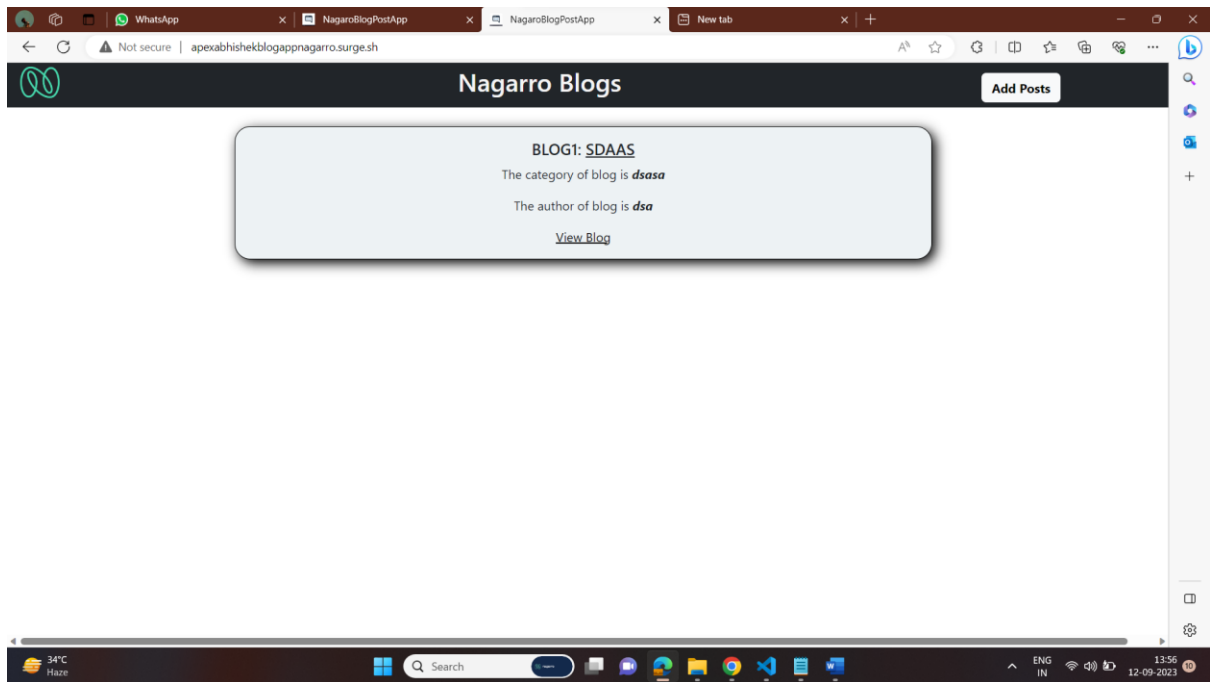 WhatsApp
NagaroBlogPostApp
NagaroBlogPostApp
New tab
Not secure | apexabhishekblogappnagarro.surge.sh
Nagarro Blogs
Add Posts
BLOG1: SDAAS
The category of blog is dsasa
The author of blog is dsa
View Blog
34°C
Haze
Search
ENG
IN
13:56
12-09-2023
10